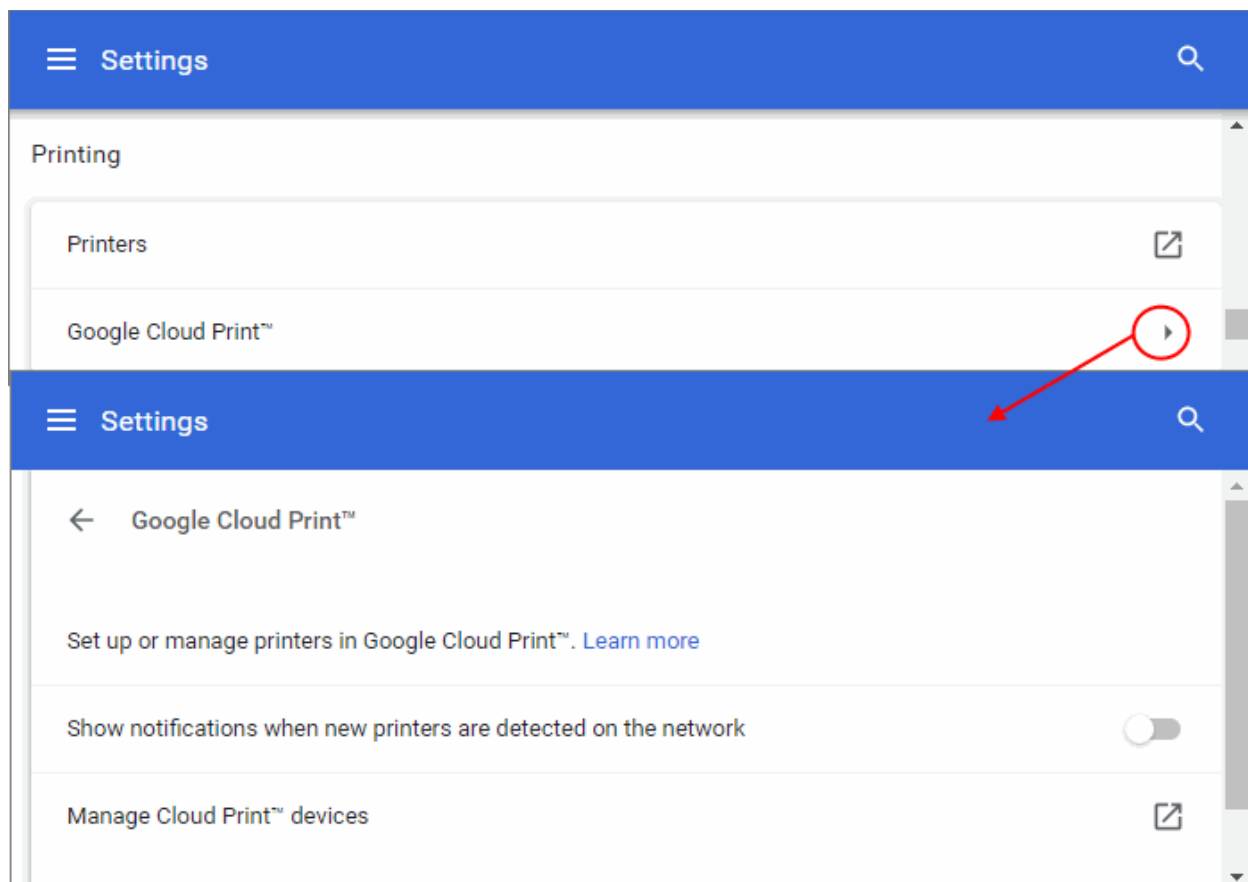 Settings
Printing
Printers
Google Cloud Print™
Settings
Google Cloud Print™
Set up or manage printers in Google Cloud Print™. Learn more
Show notifications when new printers are detected on the network
Manage Cloud Print™ devices